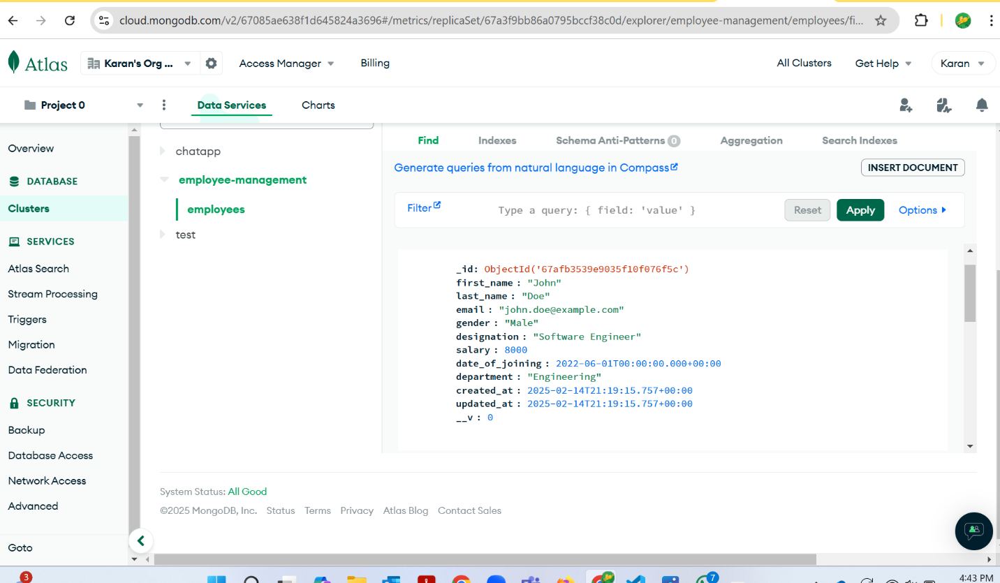 cloud.mongodb.com/v2/67085ae638f1d645824a3696#/metrics/replicaSet/67a3f9bb86a0795bccf38c0d/explorer/employee-management/employees/fi...
Atlas
Karan's Org ...
Access Manager
Billing
All Clusters
Get Help
Karan
Project 0
Data Services
Charts
Overview
DATABASE
Clusters
SERVICES
Atlas Search
Stream Processing
Triggers
Migration
Data Federation
SECURITY
Backup
Database Access
Network Access
Advanced
Goto
chatapp
employee-management
employees
test
Find
Indexes
Schema Anti-Patterns 0
Aggregation
Search Indexes
Generate queries from natural language in Compass
INSERT DOCUMENT
Filter
Type a query: { field: 'value' }
Reset
Apply
Options
_id: ObjectId('67afb3539e9035f10f076f5c')
first_name : "John"
last_name : "Doe"
email : "john.doe@example.com"
gender : "Male"
designation : "Software Engineer"
salary : 8000
date_of_joining : 2022-06-01T00:00:00.000+00:00
department : "Engineering"
created_at : 2025-02-14T21:19:15.757+00:00
updated_at : 2025-02-14T21:19:15.757+00:00
__v : 0
System Status: All Good
©2025 MongoDB, Inc. Status Terms Privacy Atlas Blog Contact Sales
3
7
4:43 PM